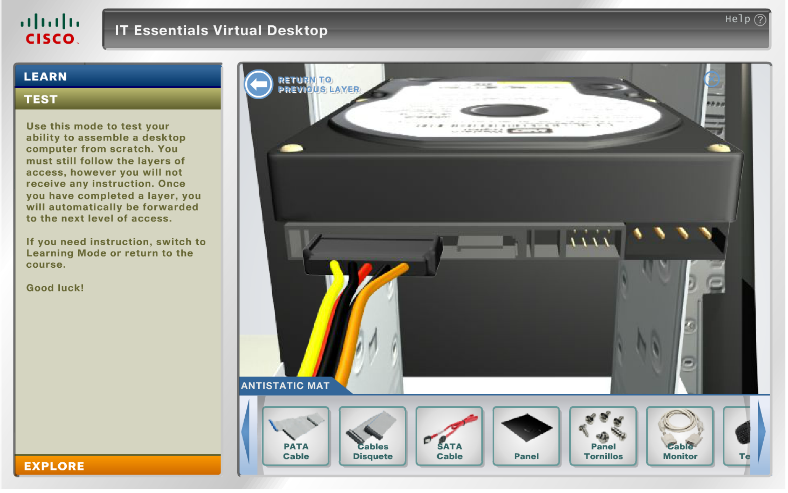 CISCO
IT Essentials Virtual Desktop
Help ?
LEARN
TEST
Use this mode to test your
ability to assemble a desktop
computer from scratch. You
must still follow the layers of
access, however you will not
receive any instruction. Once
you have completed a layer, you
will automatically be forwarded
to the next level of access.
If you need instruction, switch to
Learning Mode or return to the
course.
Good luck!
EXPLORE
RETURN TO
PREVIOUS LAYER
ANTISTATIC MAT
PATA
Cable
Cables
Disquete
SATA
Cable
Panel
Tornillos
Cable
Monitor